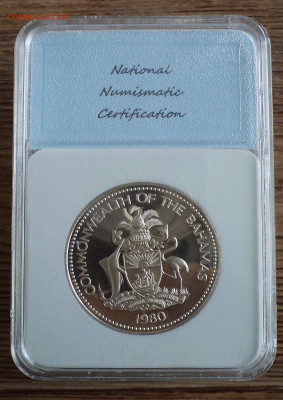 National
Numismatic
Certification
COMMONWEALTH OF THE BAHAMAS
1980